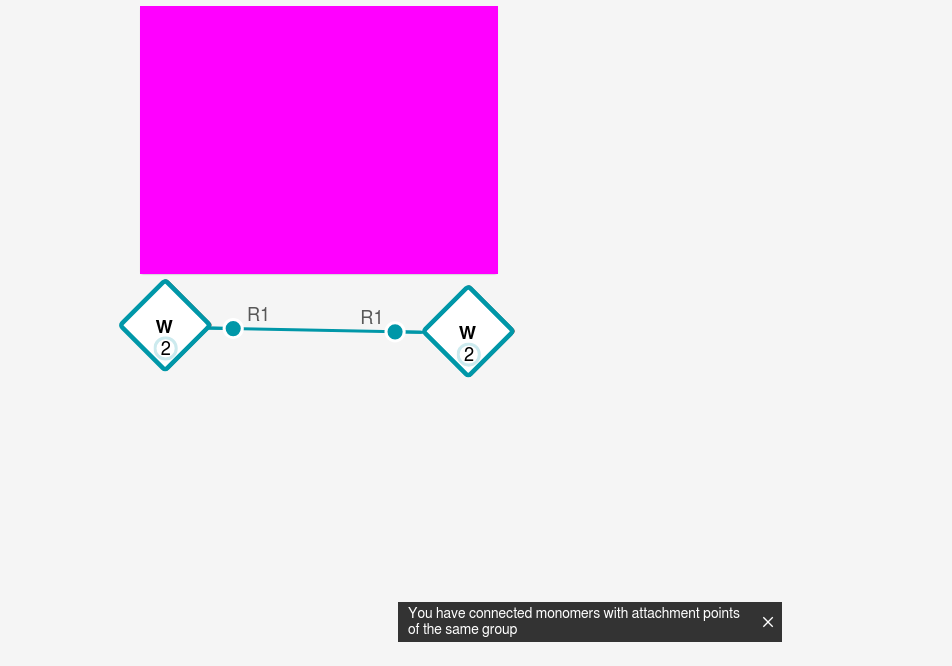 R1
R1
W
2
W
2
You have connected monomers with attachment points
of the same group